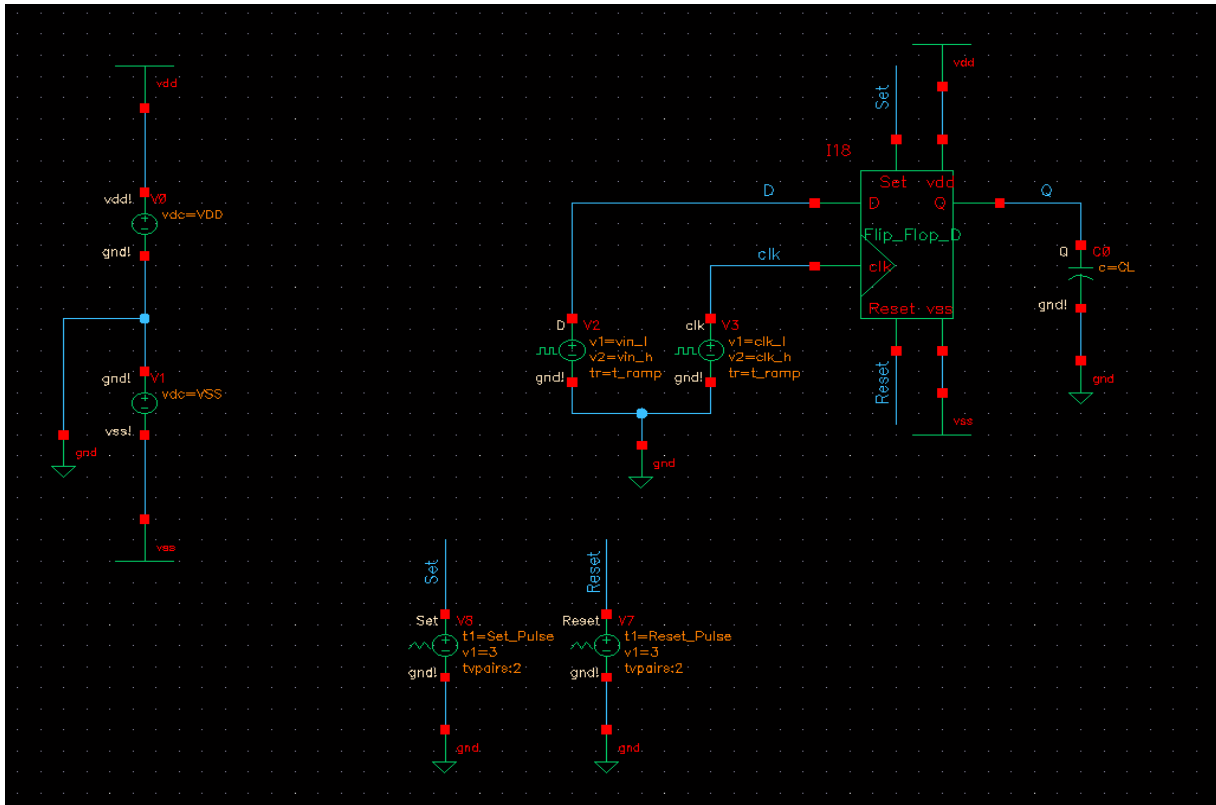 vdd
vdd!
V0
vdc=VDD
gnd!
gnd!
V1
vdc=VSS
vss!
gnd
vss
Set
vdd
I18
Set vdd
D
D
Q
Q
Flip_Flop_D
clk
clk
Reset vss
Reset
vss
Q
C0
c=CL
gnd!
gnd
D
V2
v1=vin_l
v2=vin_h
tr=t_ramp
gnd!
clk
V3
v1=clk_l
v2=clk_h
tr=t_ramp
gnd!
gnd
Set
Set
V6
t1=Set_Pulse
v1=3
tvpairs:2
gnd!
gnd
Reset
Reset
V7
t1=Reset_Pulse
v1=3
tvpairs:2
gnd!
gnd